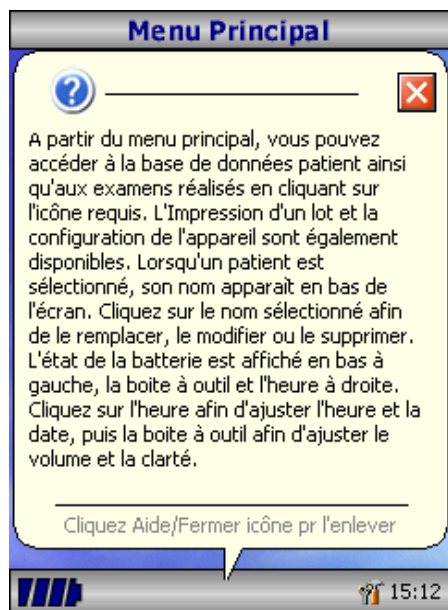 Menu Principal
A partir du menu principal, vous pouvez
accéder à la base de données patient ainsi
qu'aux examens réalisés en cliquant sur
l'icône requis. L'Impression d'un lot et la
configuration de l'appareil sont également
disponibles. Lorsqu'un patient est
sélectionné, son nom apparaît en bas de
l'écran. Cliquez sur le nom sélectionné afin
de le remplacer, le modifier ou le supprimer.
L'état de la batterie est affiché en bas à
gauche, la boite à outil et l'heure à droite.
Cliquez sur l'heure afin d'ajuster l'heure et la
date, puis la boite à outil afin d'ajuster le
volume et la clarté.
Cliquez Aide/Fermer icône pr l'enlever
15:12